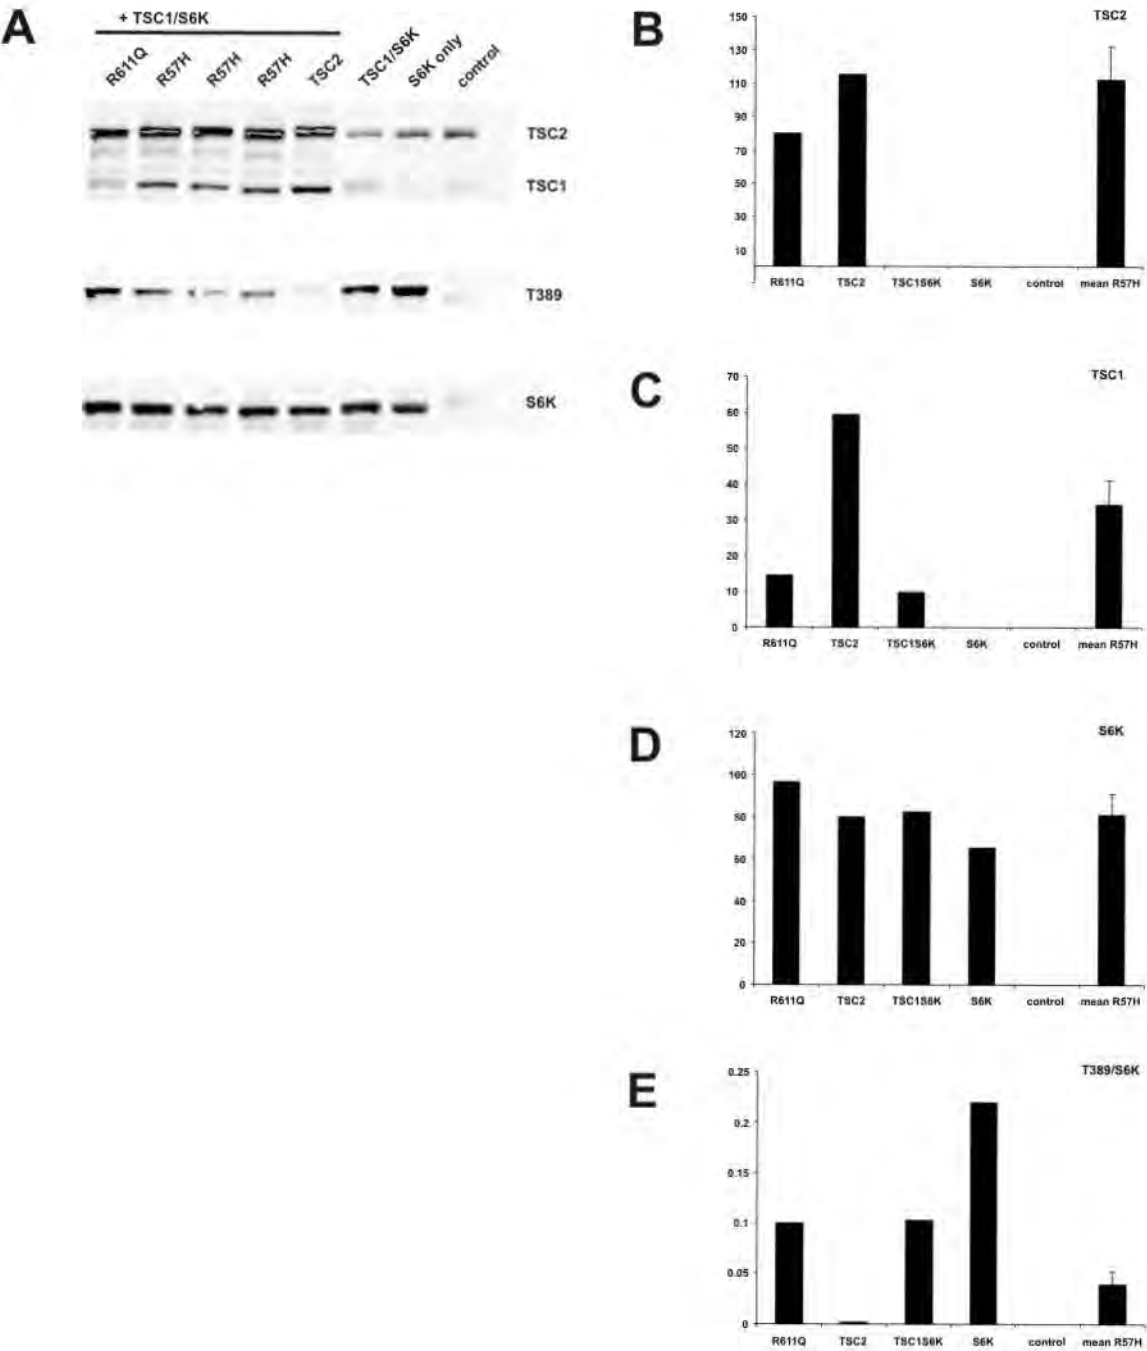 A
+ TSC1/S6K
R611Q R57H R57H R57H TSC2 TSC1/S6K S6K only control
TSC2
TSC1
T389
S6K
B
TSC2
150
130
110
90
70
50
30
10
R611Q TSC2 TSC1S6K S6K control mean R57H
C
TSC1
70
60
50
40
30
20
10
0
R611Q TSC2 TSC1S6K S6K control mean R57H
D
S6K
120
100
80
60
40
20
0
R611Q TSC2 TSC1S6K S6K control mean R57H
E
T389/S6K
0.25
0.2
0.15
0.1
0.05
0
R611Q TSC2 TSC1S6K S6K control mean R57H